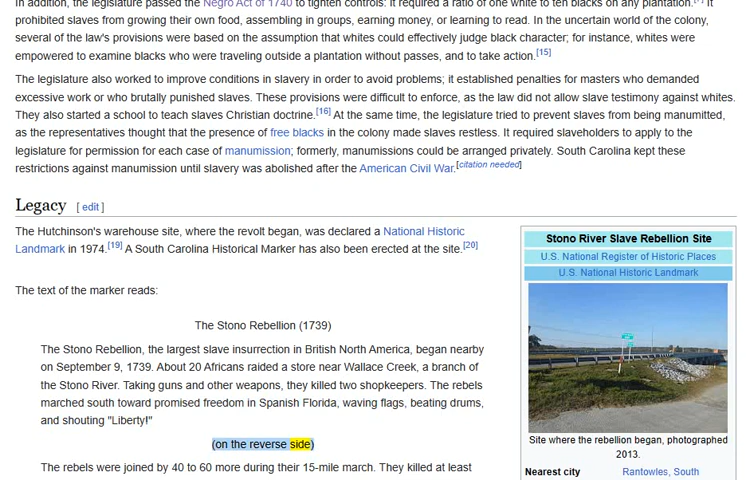 In addition, the legislature passed the Negro Act of 1740 to tighten controls: It required a ratio of one white to ten blacks on any plantation. It
prohibited slaves from growing their own food, assembling in groups, earning money, or learning to read. In the uncertain world of the colony,
several of the law's provisions were based on the assumption that whites could effectively judge black character; for instance, whites were
empowered to examine blacks who were traveling outside a plantation without passes, and to take action.[15]
The legislature also worked to improve conditions in slavery in order to avoid problems; it established penalties for masters who demanded
excessive work or who brutally punished slaves. These provisions were difficult to enforce, as the law did not allow slave testimony against whites.
They also started a school to teach slaves Christian doctrine.[16] At the same time, the legislature tried to prevent slaves from being manumitted,
as the representatives thought that the presence of free blacks in the colony made slaves restless. It required slaveholders to apply to the
legislature for permission for each case of manumission; formerly, manumissions could be arranged privately. South Carolina kept these
restrictions against manumission until slavery was abolished after the American Civil War.[citation needed]
Legacy [ edit ]
The Hutchinson's warehouse site, where the revolt began, was declared a National Historic
Landmark in 1974.[19] A South Carolina Historical Marker has also been erected at the site.[20]
The text of the marker reads:
The Stono Rebellion (1739)
The Stono Rebellion, the largest slave insurrection in British North America, began nearby
on September 9, 1739. About 20 Africans raided a store near Wallace Creek, a branch of
the Stono River. Taking guns and other weapons, they killed two shopkeepers. The rebels
marched south toward promised freedom in Spanish Florida, waving flags, beating drums,
and shouting "Liberty!"
(on the reverse side)
The rebels were joined by 40 to 60 more during their 15-mile march. They killed at least
Stono River Slave Rebellion Site
U.S. National Register of Historic Places
U.S. National Historic Landmark
Site where the rebellion began, photographed
2013.
Nearest city Rantowles, South